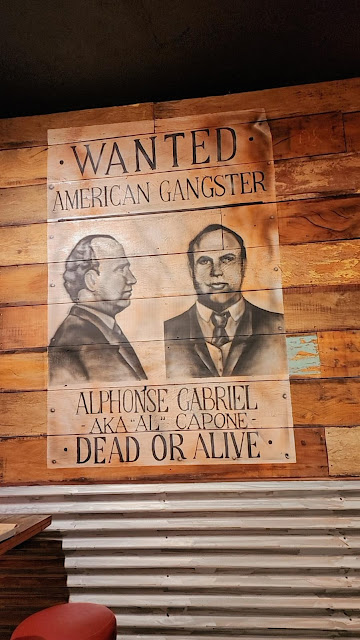 · WANTED ·
AMERICAN GANGSTER
ALPHONSE GABRIEL
- AKA "AL" CAPONE -
· DEAD OR ALIVE ·